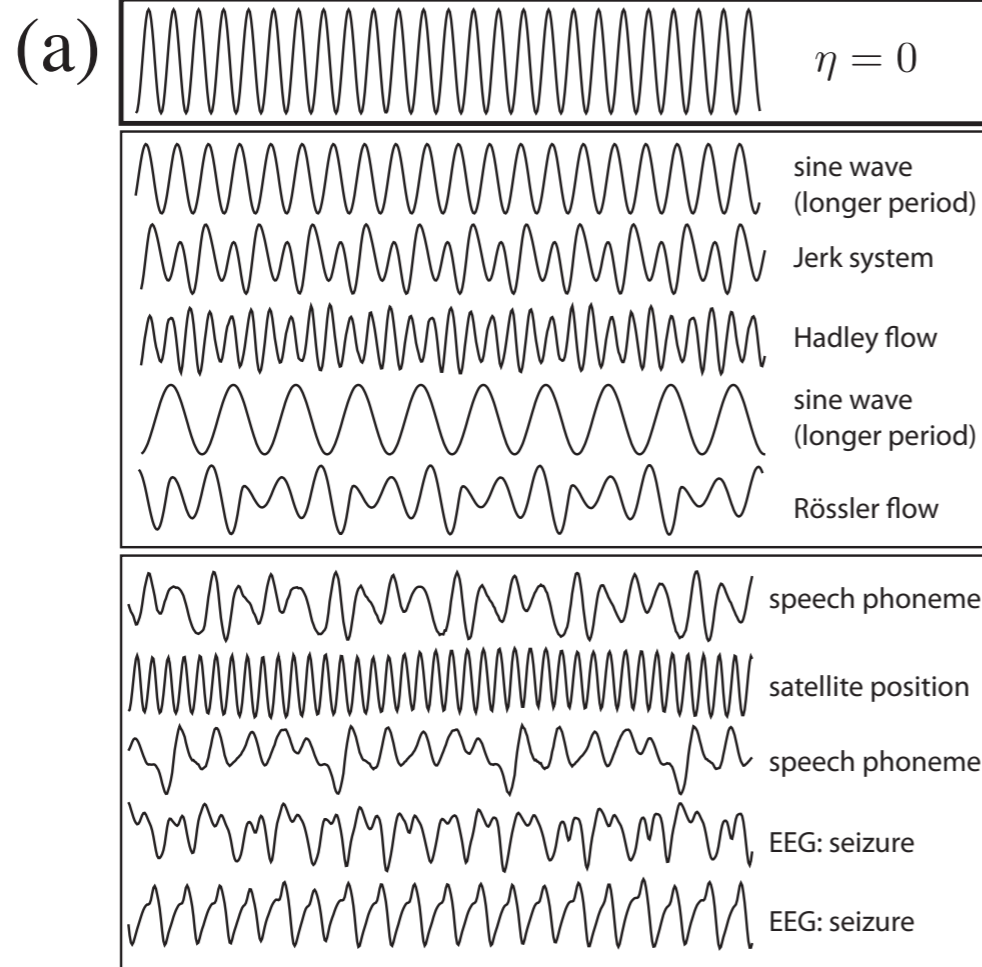 (a)
η = 0
sine wave
(longer period)
Jerk system
Hadley flow
sine wave
(longer period)
Rössler flow
speech phoneme
satellite position
speech phoneme
EEG: seizure
EEG: seizure